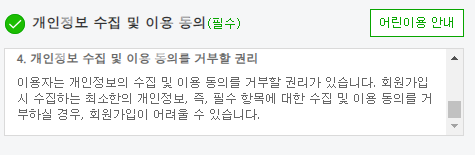 개인정보 수집 및 이용 동의(필수)
어린이용 안내
4. 개인정보 수집 및 이용 동의를 거부할 권리
이용자는 개인정보의 수집 및 이용 동의를 거부할 권리가 있습니다. 회원가입
시 수집하는 최소한의 개인정보, 즉, 필수 항목에 대한 수집 및 이용 동의를 거
부하실 경우, 회원가입이 어려울 수 있습니다.